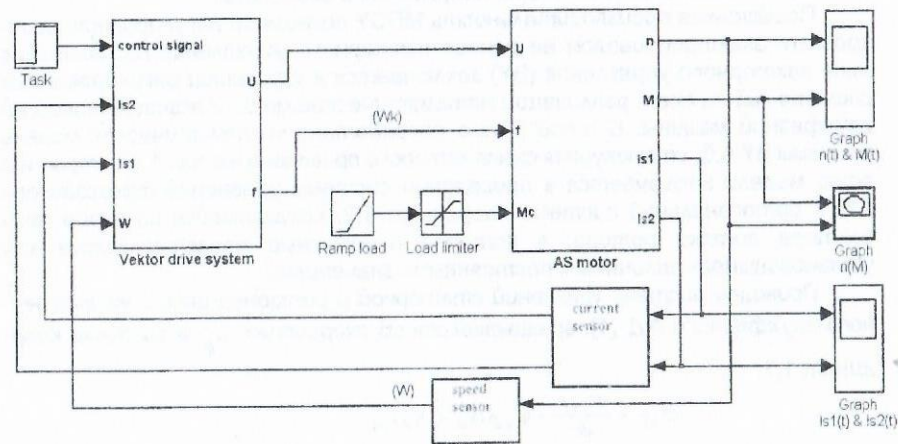 control signal
Task
Is2
Is1
W
U
f
Vektor drive system
(Wk)
Ramp load
Load limiter
U
f
Mc
n
M
Is1
Iz2
AS motor
Graph
n(t) & M(t)
Graph
n(M)
current
sensor
(W)
speed
sensor
Graph
Is1(t) & Is2(t)